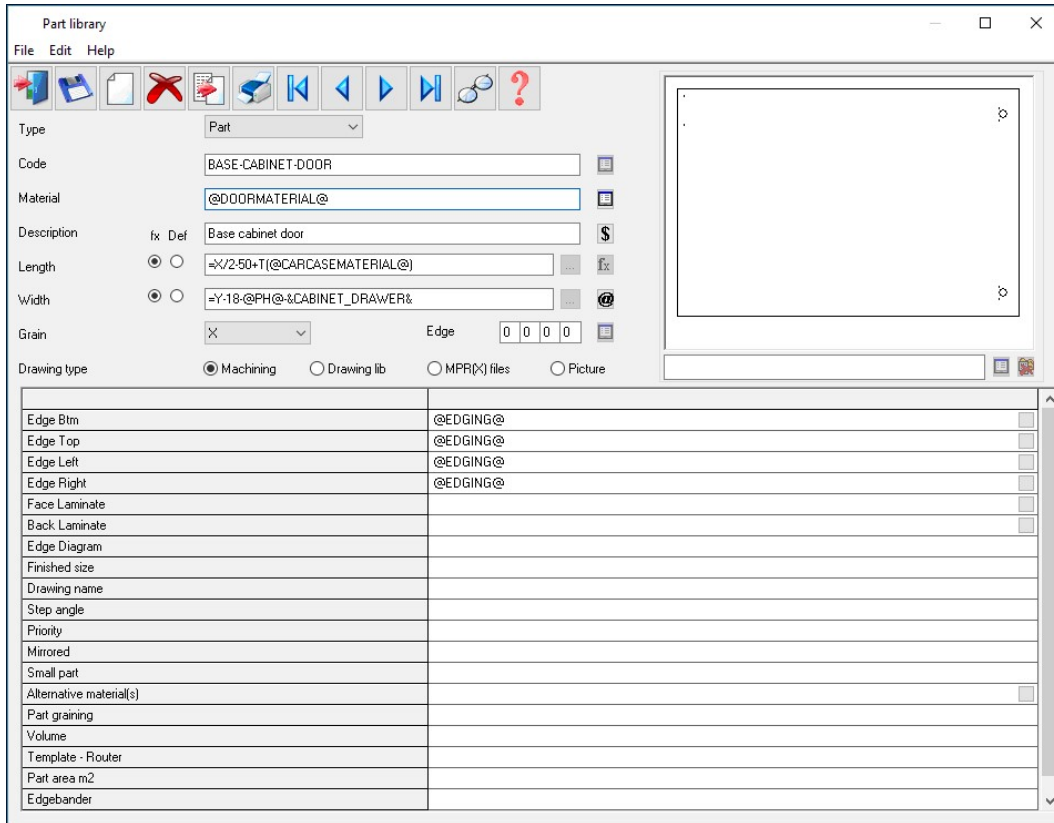 Part library
File Edit Help
Type Part
Code BASE-CABINET-DOOR
Material @DOORMATERIAL@
Description fx Def Base cabinet door $
Length =X/2-50+T(@CARCASEMATERIAL@) ... fx
Width =Y-18-@PH@-&CABINET_DRAWER& ... @
Grain X Edge 0 0 0 0
Drawing type Machining Drawing lib MPR(X) files Picture
Edge Btm @EDGING@
Edge Top @EDGING@
Edge Left @EDGING@
Edge Right @EDGING@
Face Laminate
Back Laminate
Edge Diagram
Finished size
Drawing name
Step angle
Priority
Mirrored
Small part
Alternative material(s)
Part graining
Volume
Template - Router
Part area m2
Edgebander